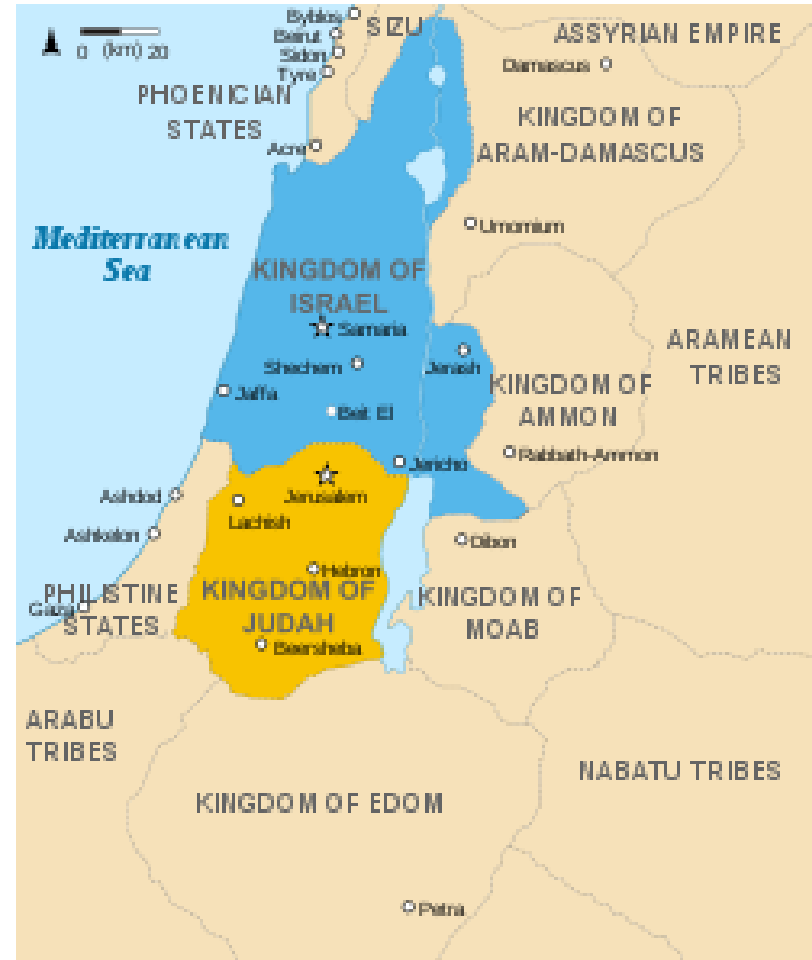 Byblos
SIZU
Beirut
ASSYRIAN EMPIRE
0 (km) 20
Sidon
Damascus
Tyre
PHOENICIAN
STATES
KINGDOM OF
ARAM-DAMASCUS
Acre
Umomium
Mediterranean
Sea
KINGDOM OF
ISRAEL
Samaria
ARAMEAN
TRIBES
Shechem
Jerash
KINGDOM OF
AMMON
Jaffa
Beit El
Rabbath-Ammon
Jericho
Ashdod
Jerusalem
Lachish
Ashkelon
Dibon
Hebron
PHILISTINE
STATES
Gaza
KINGDOM OF
JUDAH
KINGDOM OF
MOAB
Beersheba
ARABU
TRIBES
NABATU TRIBES
KINGDOM OF EDOM
Petra